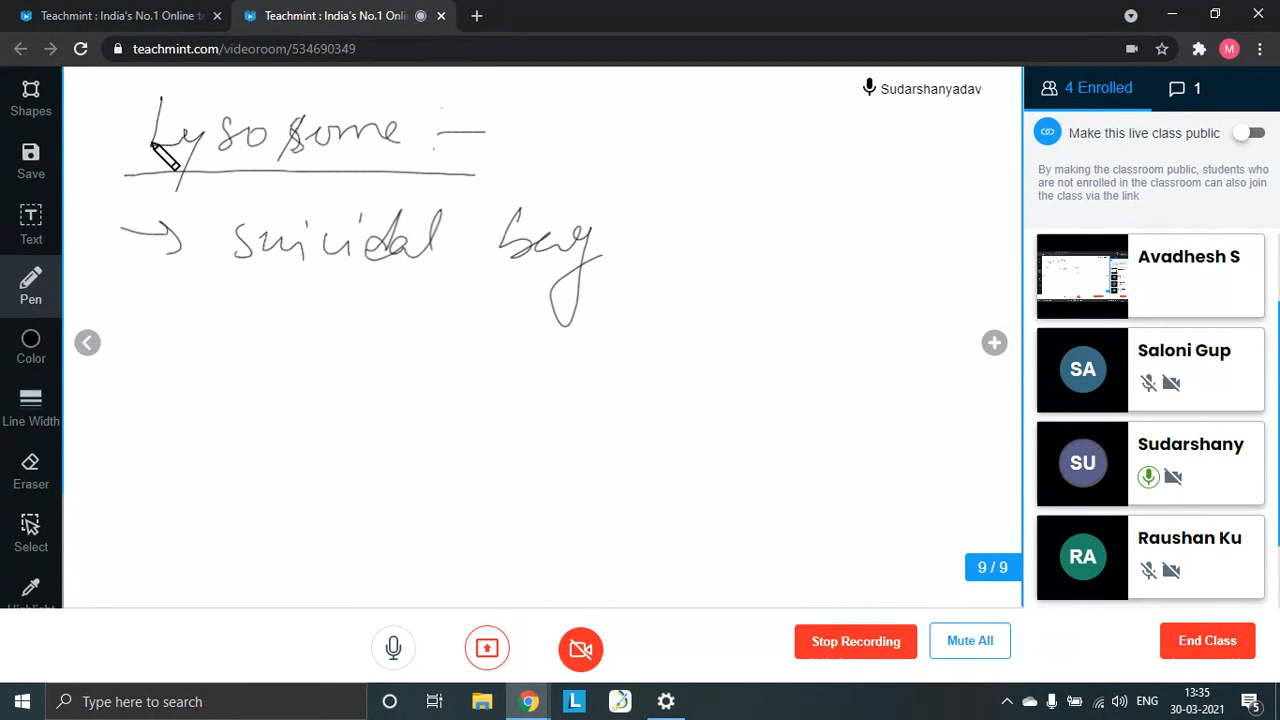 Teachmint : India's No.1 Online te
Teachmint : India's No.1 Onli
teachmint.com/videoroom/534690349
M
Shapes
Save
Text
Pen
Color
Line Width
Eraser
Select
Lysosome :—
→ suicidal bag
Sudarshanyadav
9 / 9
4 Enrolled
1
Make this live class public
By making the classroom public, students who
are not enrolled in the classroom can also join
the class via the link
Avadhesh S
SA
Saloni Gup
SU
Sudarshany
RA
Raushan Ku
Stop Recording
Mute All
End Class
Type here to search
L
ENG
13:35
30-03-2021
5